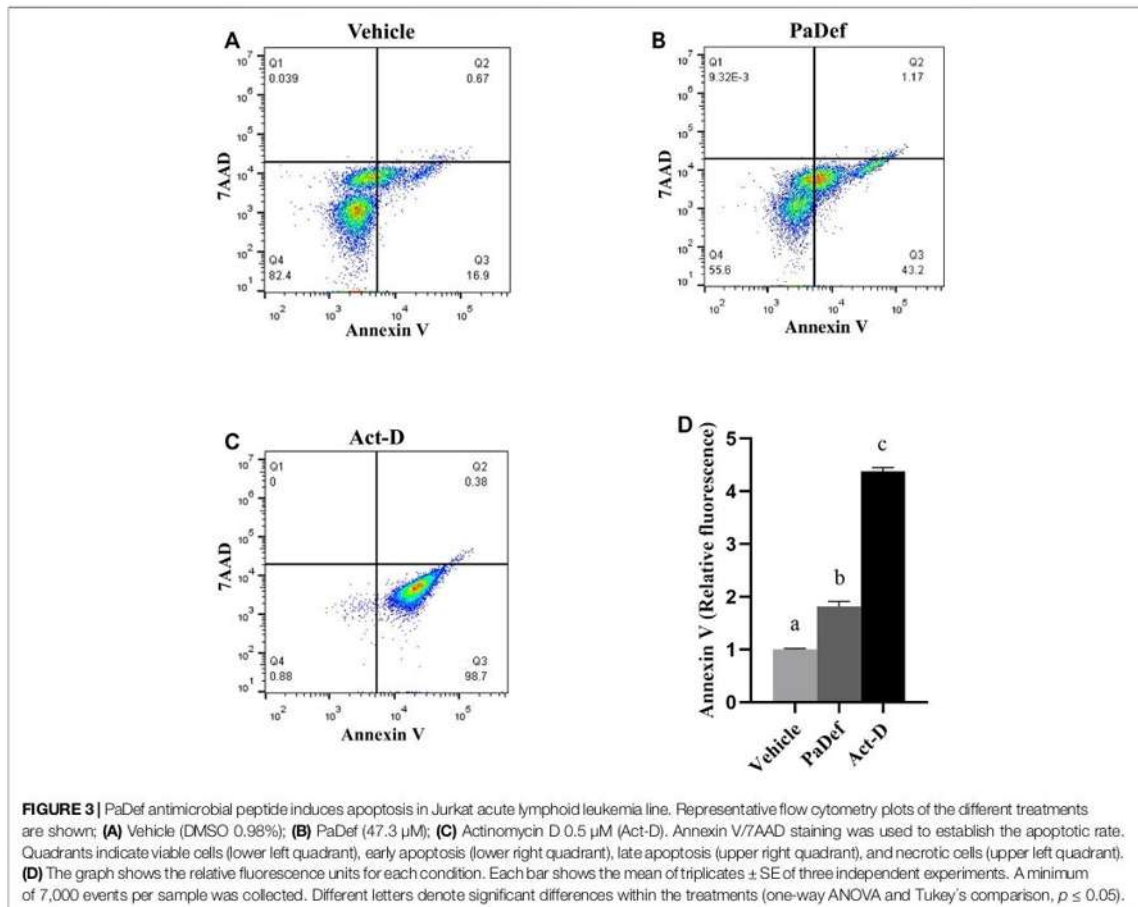 A
Vehicle
Q1
0.039
Q2
0.67
Q4
82.4
Q3
16.9
10^7
10^6
10^5
10^4
10^3
10^2
10^1
7AAD
10^2 10^3 10^4 10^5
Annexin V
B
PaDef
Q1
9.32E-3
Q2
1.17
Q4
55.6
Q3
43.2
10^7
10^6
10^5
10^4
10^3
10^2
10^1
7AAD
10^2 10^3 10^4 10^5
Annexin V
C
Act-D
Q1
0
Q2
0.38
Q4
0.88
Q3
98.7
10^7
10^6
10^5
10^4
10^3
10^2
10^1
7AAD
10^2 10^3 10^4 10^5
Annexin V
D
Annexin V (Relative fluorescence)
5
4
3
2
1
0
a
b
c
Vehicle
PaDef
Act-D
FIGURE 3 | PaDef antimicrobial peptide induces apoptosis in Jurkat acute lymphoid leukemia line. Representative flow cytometry plots of the different treatments
are shown; (A) Vehicle (DMSO 0.98%); (B) PaDef (47.3 µM); (C) Actinomycin D 0.5 µM (Act-D). Annexin V/7AAD staining was used to establish the apoptotic rate.
Quadrants indicate viable cells (lower left quadrant), early apoptosis (lower right quadrant), late apoptosis (upper right quadrant), and necrotic cells (upper left quadrant).
(D) The graph shows the relative fluorescence units for each condition. Each bar shows the mean of triplicates ± SE of three independent experiments. A minimum
of 7,000 events per sample was collected. Different letters denote significant differences within the treatments (one-way ANOVA and Tukey's comparison, p ≤ 0.05).